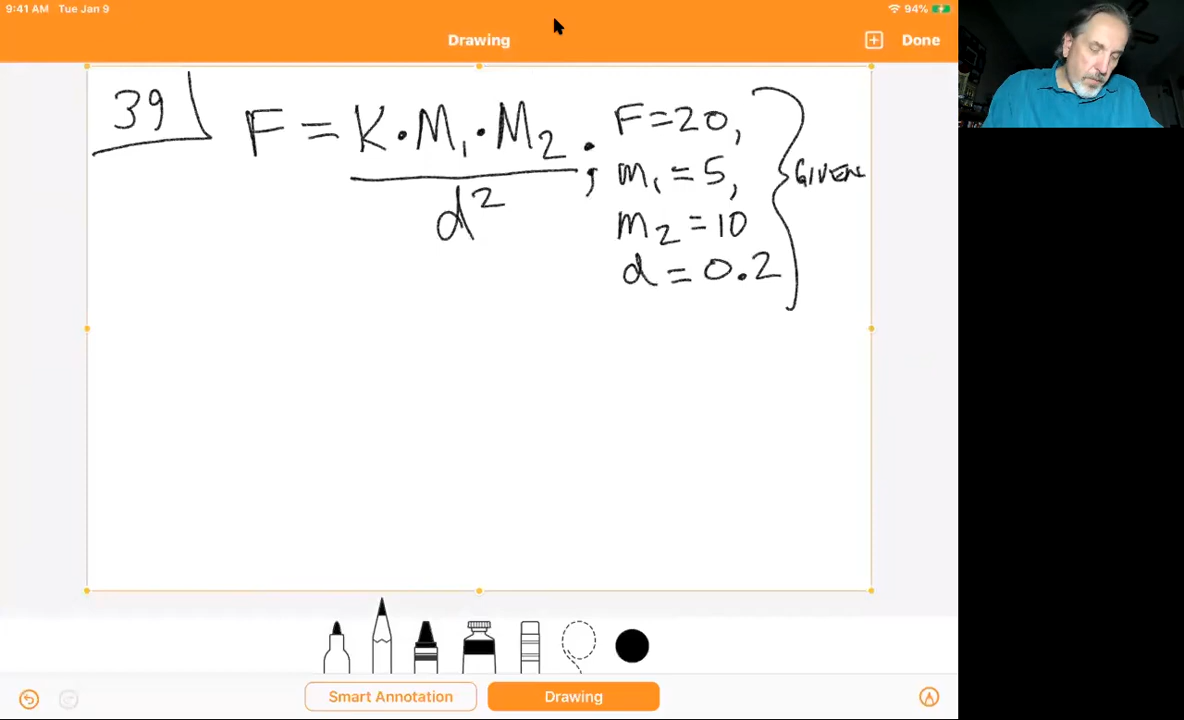 9:41 AM Tue Jan 9
94%
Drawing
Done
39
F = K·M₁·M₂ / d² ;
F=20,
m₁ = 5,
m₂ = 10
d = 0.2
GIVEN
Smart Annotation
Drawing